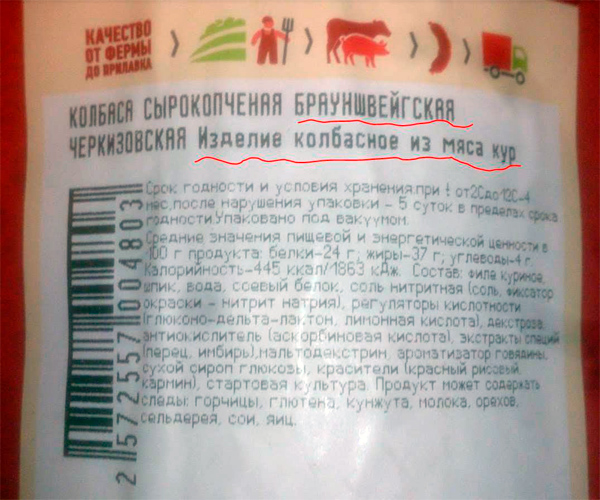 КАЧЕСТВО
ОТ ФЕРМЫ
ДО ПРИЛАВКА
КОЛБАСА СЫРОКОПЧЕНАЯ БРАУНШВЕЙГСКАЯ
ЧЕРКИЗОВСКАЯ Изделие колбасное из мяса кур
Срок годности и условия хранения:при t от2Сдо12С-4
мес,после нарушения упаковки - 5 суток в пределах срока
годности.Упаковано под вакуумом.
Средние значения пищевой и энергетической ценности в
100 г продукта: белки-24 г; жиры-37 г; углеводы-4 г.
Калорийность-445 ккал/1863 кДж. Состав: филе куриное,
шпик, вода, соевый белок, соль нитритная (соль, фиксатор
окраски - нитрит натрия), регуляторы кислотности
(глюконо-дельта-лактон, лимонная кислота), декстроза,
антиокислитель (аскорбиновая кислота), экстракты специй
(перец, имбирь),мальтодекстрин, ароматизатор говядины,
сухой сироп глюкозы, красители (красный рисовый,
кармин), стартовая культура. Продукт может содержать
следы: горчицы, глютена, кунжута, молока, орехов,
сельдерея, сои, яиц.
2 572557 004803